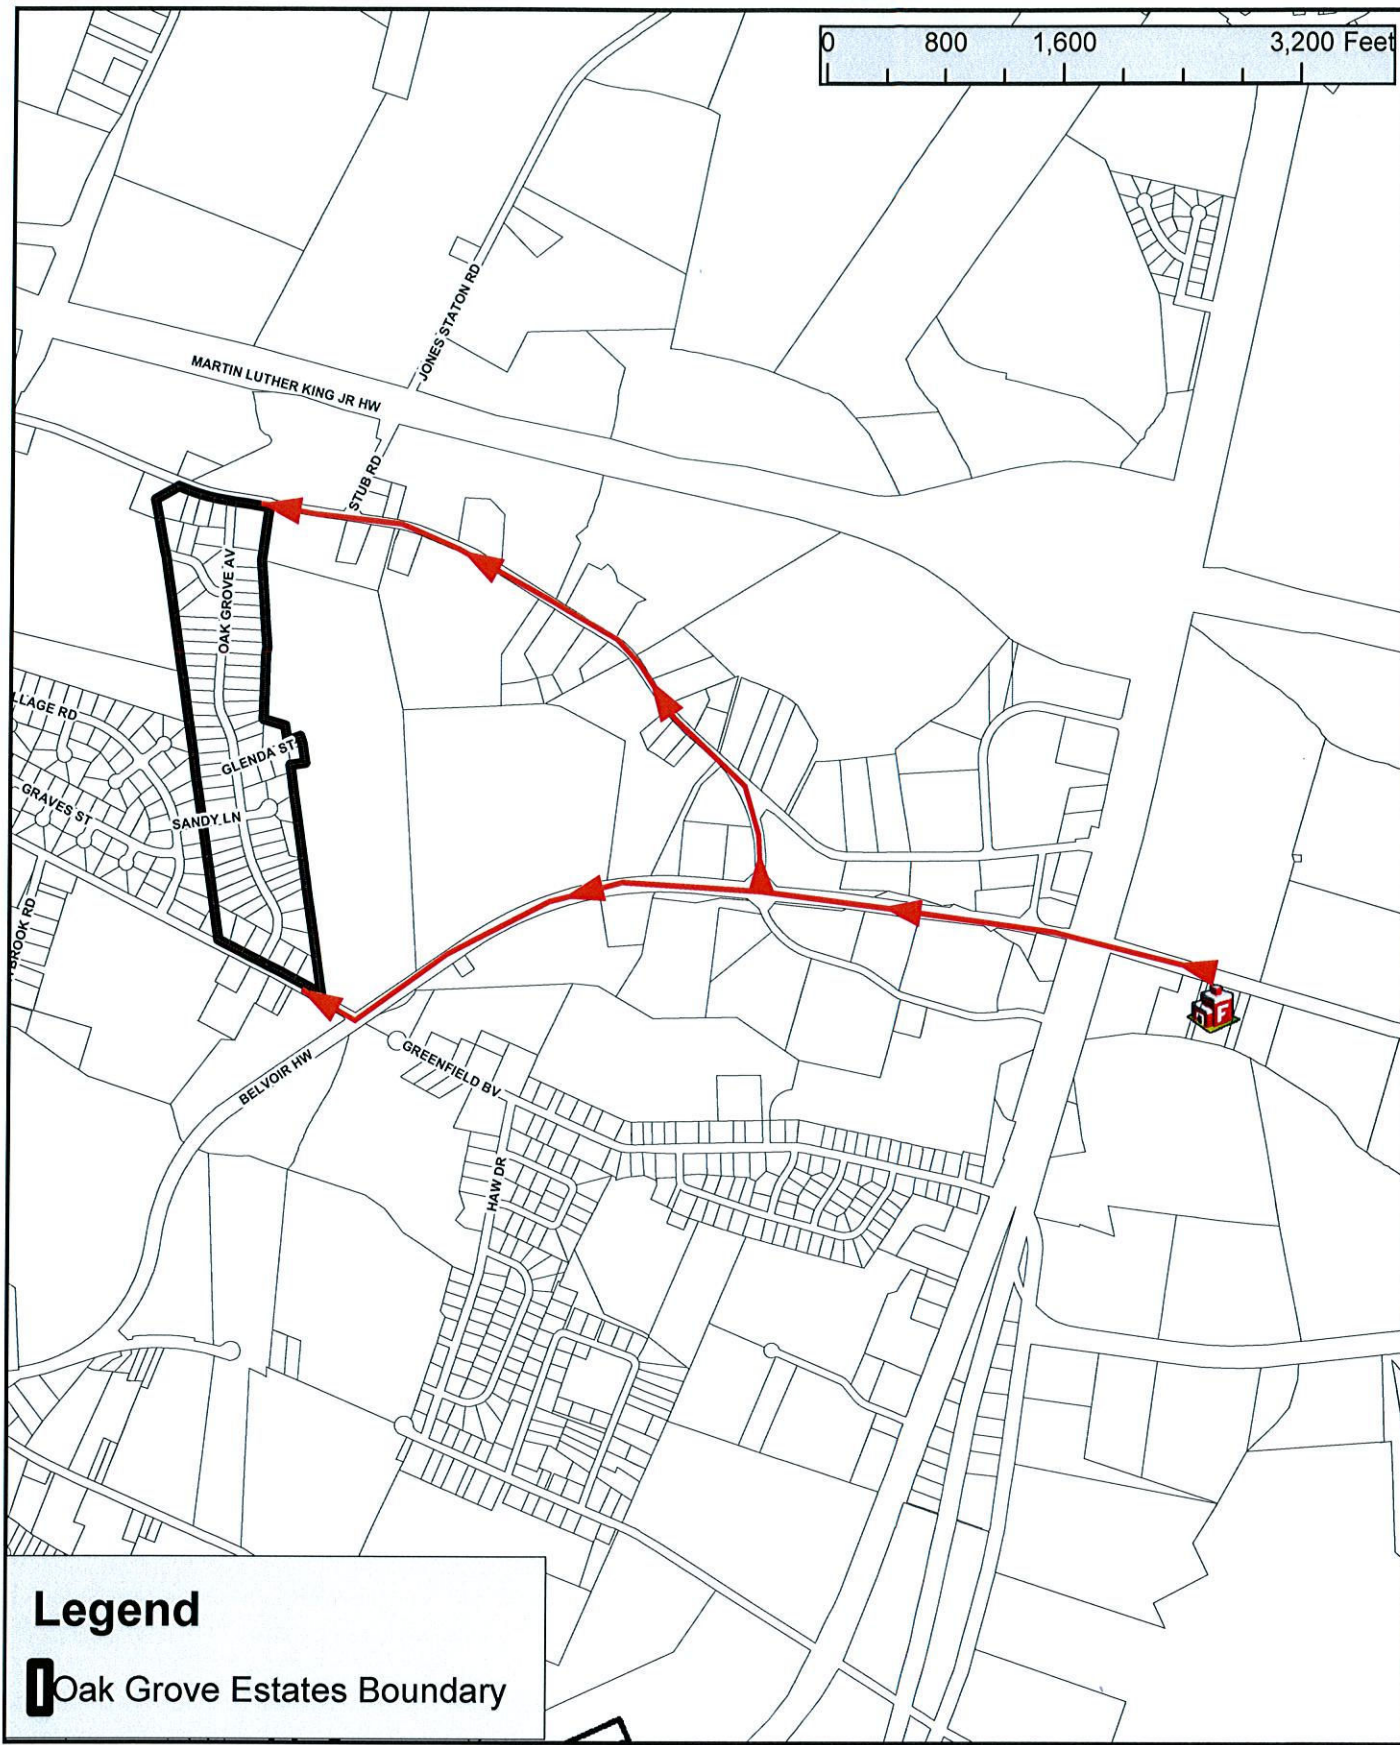 0 800 1,600 3,200 Feet
JONES STATON RD
MARTIN LUTHER KING JR HW
STUB RD
OAK GROVE AV
LLAGE RD
GLENDA ST
GRAVES ST
SANDY LN
BROOK RD
GREENFIELD BV
BELVOIR HW
HAW DR
F
Legend
Oak Grove Estates Boundary